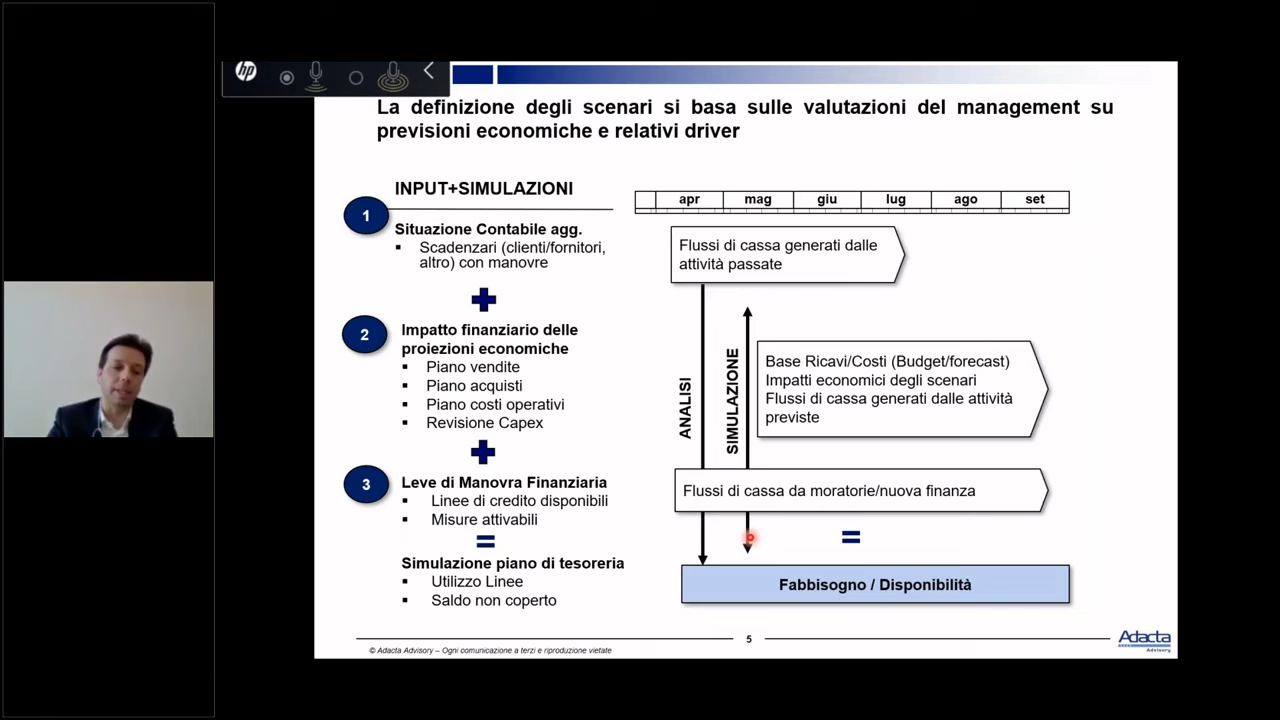 hp
La definizione degli scenari si basa sulle valutazioni del management su
previsioni economiche e relativi driver
INPUT+SIMULAZIONI
1
Situazione Contabile agg.
▪ Scadenzari (clienti/fornitori,
altro) con manovre
2
Impatto finanziario delle
proiezioni economiche
▪ Piano vendite
▪ Piano acquisti
▪ Piano costi operativi
▪ Revisione Capex
3
Leve di Manovra Finanziaria
▪ Linee di credito disponibili
▪ Misure attivabili
=
Simulazione piano di tesoreria
▪ Utilizzo Linee
▪ Saldo non coperto
apr mag giu lug ago set
Flussi di cassa generati dalle
attività passate
ANALISI
SIMULAZIONE
Base Ricavi/Costi (Budget/forecast)
Impatti economici degli scenari
Flussi di cassa generati dalle attività
previste
Flussi di cassa da moratorie/nuova finanza
=
Fabbisogno / Disponibilità
5
© Adacta Advisory – Ogni comunicazione a terzi e riproduzione vietate
Adacta
Advisory